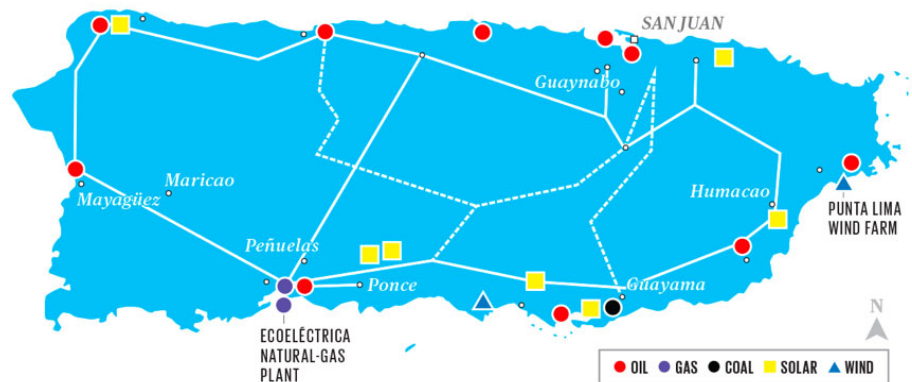 SAN JUAN
Guaynabo
Maricao
Mayagüez
Humacao
PUNTA LIMA
WIND FARM
Peñuelas
Ponce
Guayama
ECOELÉCTRICA
NATURAL-GAS
PLANT
N
OIL GAS COAL SOLAR WIND